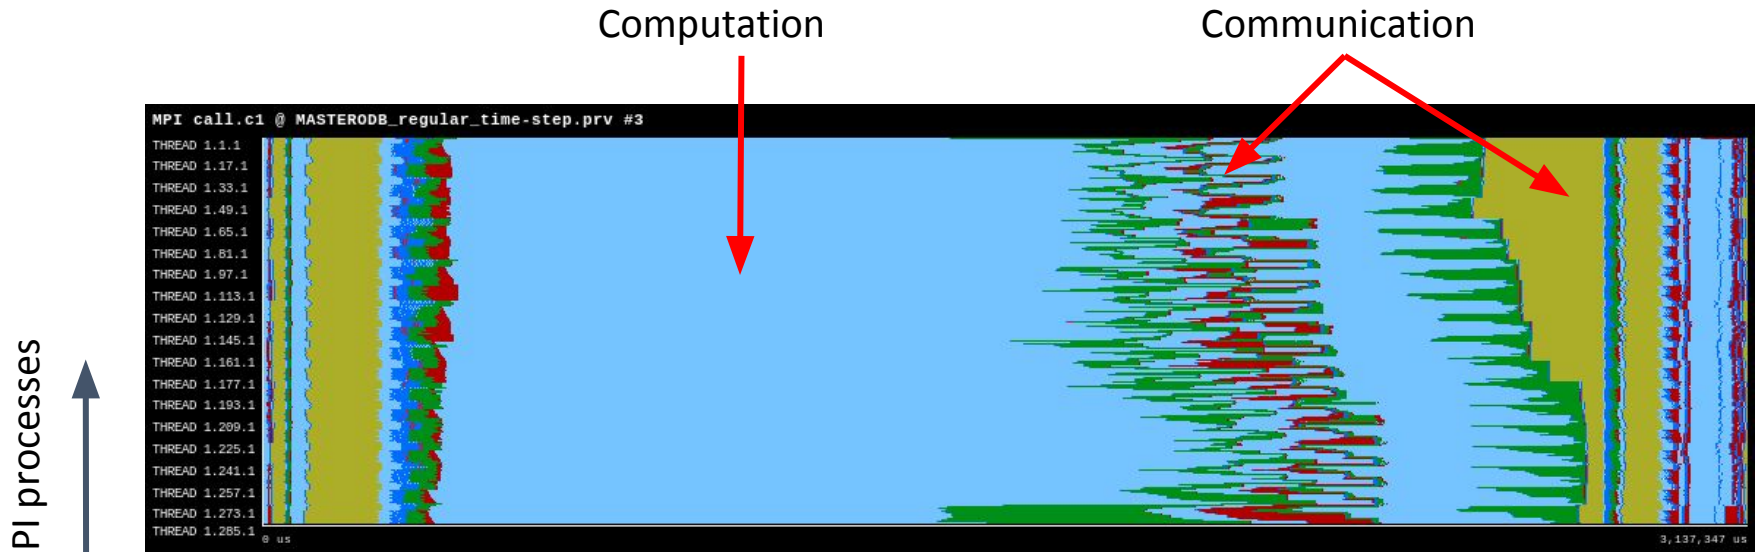 Computation
Communication
MPI call.c1 @ MASTERODB_regular_time-step.prv #3
THREAD 1.1.1
THREAD 1.17.1
THREAD 1.33.1
THREAD 1.49.1
THREAD 1.65.1
THREAD 1.81.1
THREAD 1.97.1
THREAD 1.113.1
THREAD 1.129.1
THREAD 1.145.1
THREAD 1.161.1
THREAD 1.177.1
THREAD 1.193.1
THREAD 1.209.1
THREAD 1.225.1
THREAD 1.241.1
THREAD 1.257.1
THREAD 1.273.1
THREAD 1.285.1
0 us
3,137,347 us
PI processes